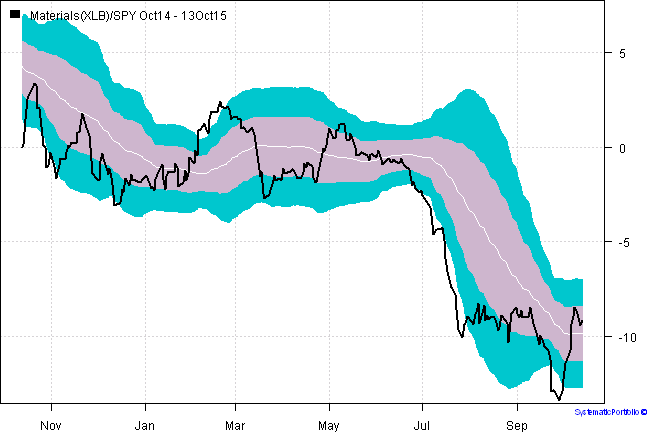 Materials(XLB)/SPY Oct14 - 13Oct15
5
0
-5
-10
Nov Jan Mar May Jul Sep
SystematicPortfolio ©